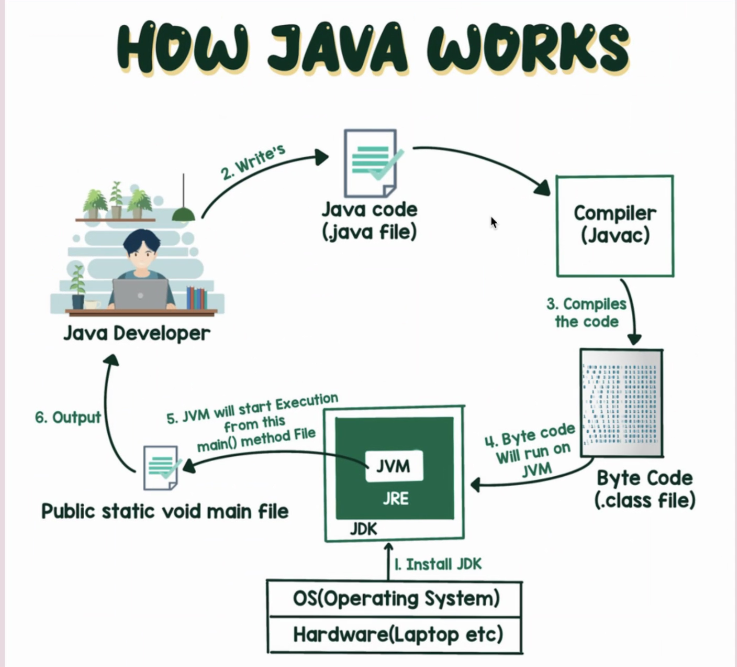 HOW JAVA WORKS
2. Write's
Java code
(.java file)
Compiler
(Javac)
3. Compiles
the code
Java Developer
6. Output
5. JVM will start Execution
from this
main() method File
4. Byte code
Will run on
JVM
JVM
JRE
JDK
Byte Code
(.class file)
Public static void main file
1. Install JDK
OS(Operating System)
Hardware(Laptop etc)